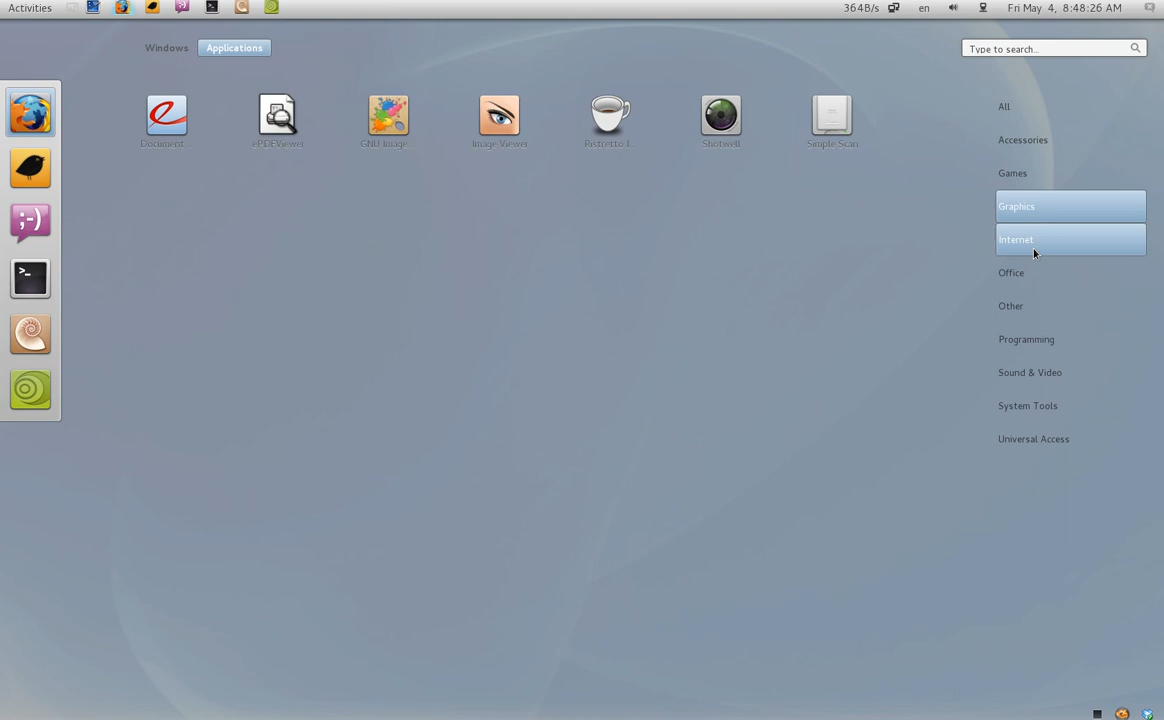 Activities
364B/s
en
Fri May 4, 8:48:26 AM
Windows
Applications
Type to search...
Document ...
ePDFViewer
GNU Image...
Image Viewer
Ristretto I...
Shotwell
Simple Scan
All
Accessories
Games
Graphics
Internet
Office
Other
Programming
Sound & Video
System Tools
Universal Access
;-)
>_